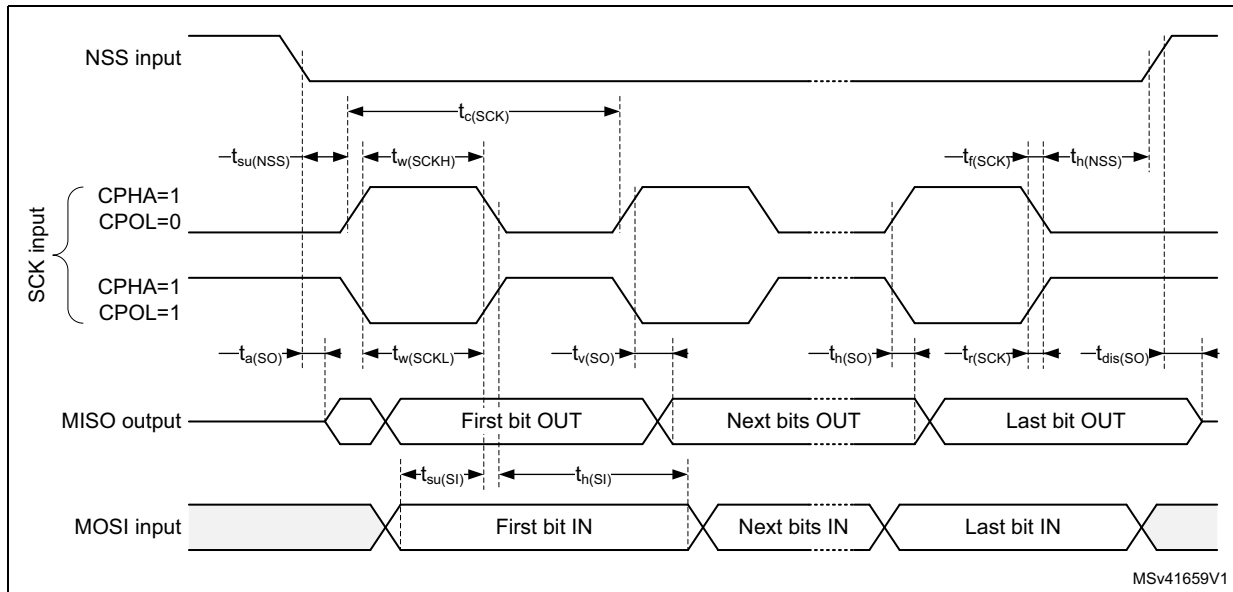 NSS input
tc(SCK)
tsu(NSS)
tw(SCKH)
tf(SCK)
th(NSS)
CPHA=1
CPOL=0
SCK input
CPHA=1
CPOL=1
ta(SO)
tw(SCKL)
tv(SO)
th(SO)
tr(SCK)
tdis(SO)
MISO output
First bit OUT
Next bits OUT
Last bit OUT
tsu(SI)
th(SI)
MOSI input
First bit IN
Next bits IN
Last bit IN
MSv41659V1